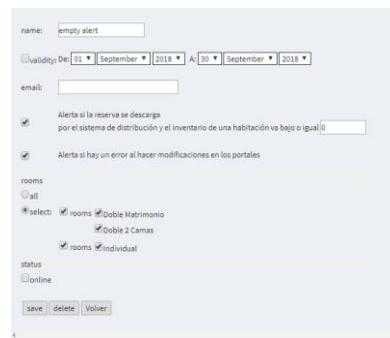 name: empty alert
validity: De: 01 September 2018 A: 30 September 2018
email:
Alerta si la reserva se descarga
por el sistema de distribución y el inventario de una habitación va bajo o igual 0
Alerta si hay un error al hacer modificaciones en los portales
rooms
all
select: rooms Doble Matrimonio
Doble 2 Camas
rooms Individual
status
online
save delete Volver